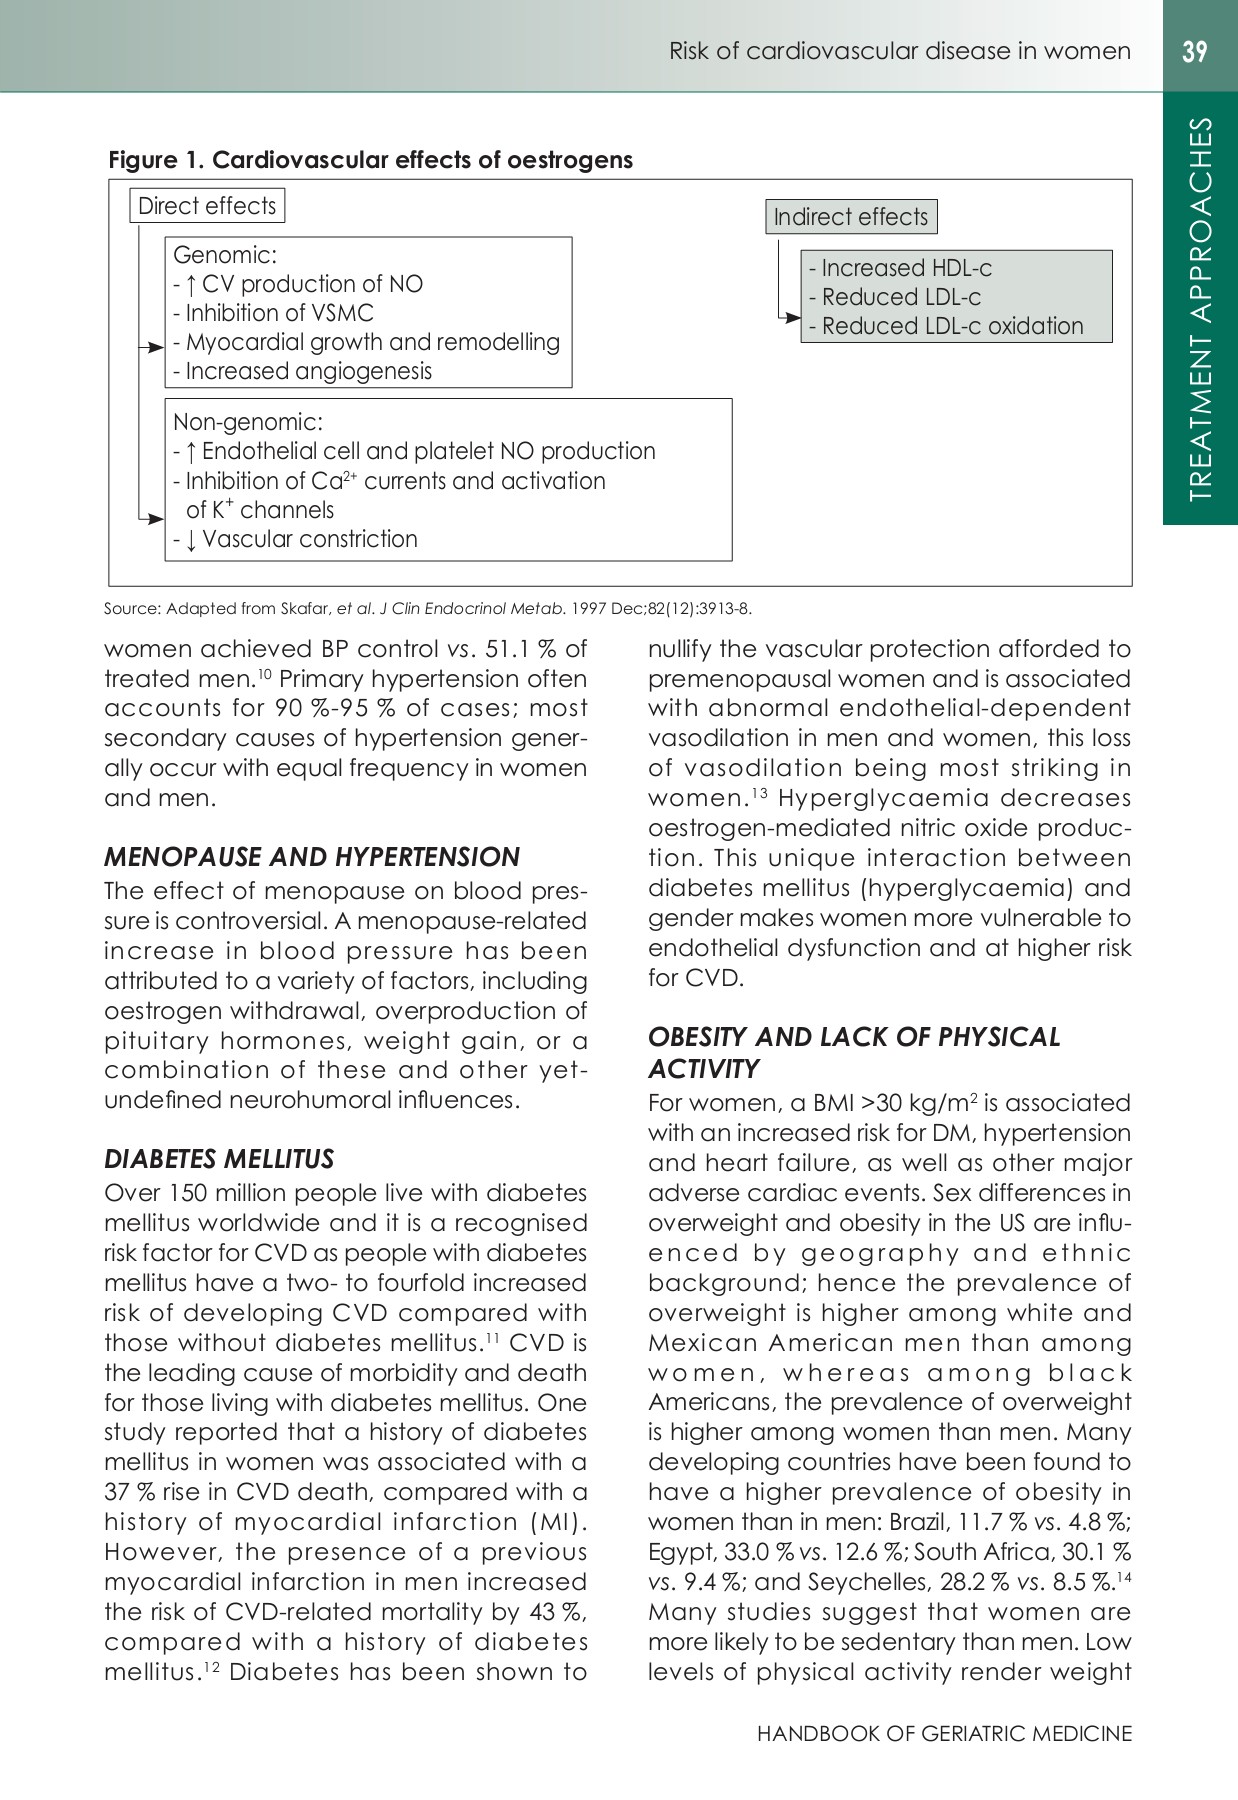 Risk of cardiovascular disease in women
39
TREATMENT APPROACHES
Figure 1. Cardiovascular effects of oestrogens
Direct effects
Genomic:
- ↑ CV production of NO
- Inhibition of VSMC
- Myocardial growth and remodelling
- Increased angiogenesis
Non-genomic:
- ↑ Endothelial cell and platelet NO production
- Inhibition of Ca²⁺ currents and activation
of K⁺ channels
- ↓ Vascular constriction
Indirect effects
- Increased HDL-c
- Reduced LDL-c
- Reduced LDL-c oxidation
Source: Adapted from Skafar, et al. J Clin Endocrinol Metab. 1997 Dec;82(12):3913-8.
women achieved BP control vs. 51.1 % of
treated men.¹⁰ Primary hypertension often
accounts for 90 %-95 % of cases; most
secondary causes of hypertension gener-
ally occur with equal frequency in women
and men.
MENOPAUSE AND HYPERTENSION
The effect of menopause on blood pres-
sure is controversial. A menopause-related
increase in blood pressure has been
attributed to a variety of factors, including
oestrogen withdrawal, overproduction of
pituitary hormones, weight gain, or a
combination of these and other yet-
undefined neurohumoral influences.
DIABETES MELLITUS
Over 150 million people live with diabetes
mellitus worldwide and it is a recognised
risk factor for CVD as people with diabetes
mellitus have a two- to fourfold increased
risk of developing CVD compared with
those without diabetes mellitus.¹¹ CVD is
the leading cause of morbidity and death
for those living with diabetes mellitus. One
study reported that a history of diabetes
mellitus in women was associated with a
37 % rise in CVD death, compared with a
history of myocardial infarction (MI).
However, the presence of a previous
myocardial infarction in men increased
the risk of CVD-related mortality by 43 %,
compared with a history of diabetes
mellitus.¹² Diabetes has been shown to
nullify the vascular protection afforded to
premenopausal women and is associated
with abnormal endothelial-dependent
vasodilation in men and women, this loss
of vasodilation being most striking in
women.¹³ Hyperglycaemia decreases
oestrogen-mediated nitric oxide produc-
tion. This unique interaction between
diabetes mellitus (hyperglycaemia) and
gender makes women more vulnerable to
endothelial dysfunction and at higher risk
for CVD.
OBESITY AND LACK OF PHYSICAL
ACTIVITY
For women, a BMI >30 kg/m² is associated
with an increased risk for DM, hypertension
and heart failure, as well as other major
adverse cardiac events. Sex differences in
overweight and obesity in the US are influ-
enced by geography and ethnic
background; hence the prevalence of
overweight is higher among white and
Mexican American men than among
women, whereas among black
Americans, the prevalence of overweight
is higher among women than men. Many
developing countries have been found to
have a higher prevalence of obesity in
women than in men: Brazil, 11.7 % vs. 4.8 %;
Egypt, 33.0 % vs. 12.6 %; South Africa, 30.1 %
vs. 9.4 %; and Seychelles, 28.2 % vs. 8.5 %.¹⁴
Many studies suggest that women are
more likely to be sedentary than men. Low
levels of physical activity render weight
HANDBOOK OF GERIATRIC MEDICINE